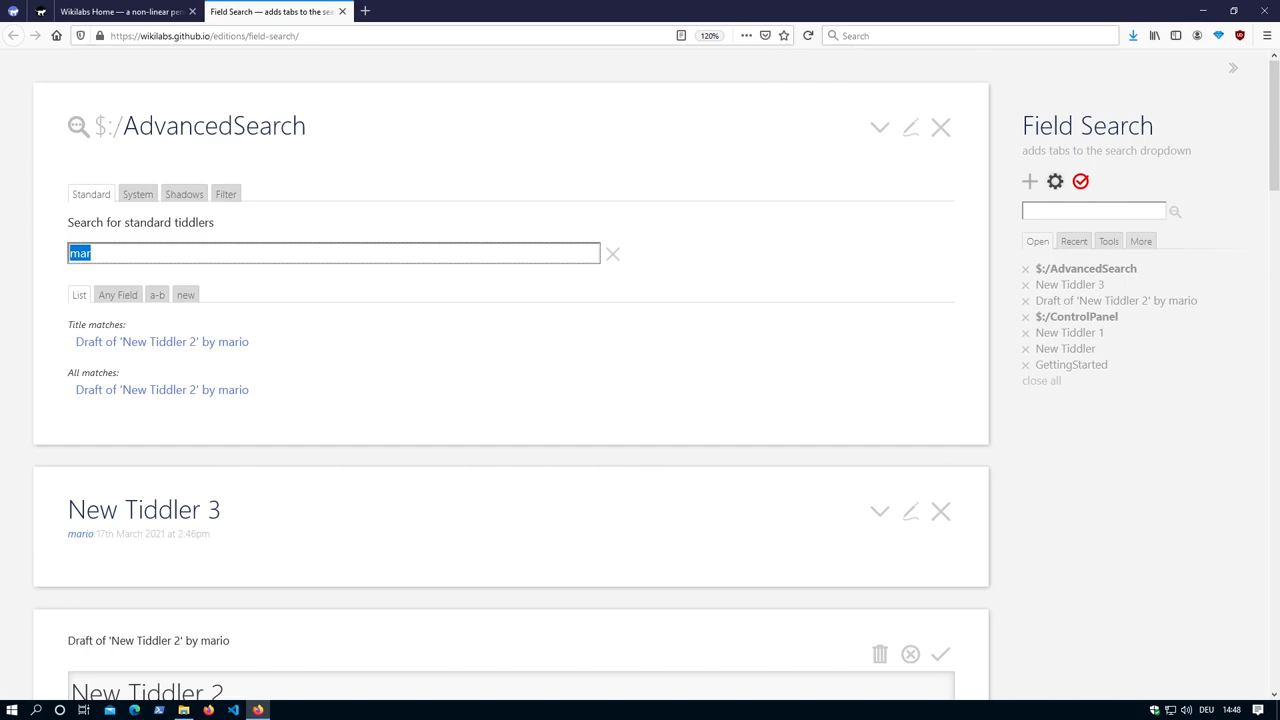 Wikilabs Home — a non-linear per
Field Search — adds tabs to the sea
https://wikilabs.github.io/editions/field-search/
120%
Search
$:/AdvancedSearch
Standard System Shadows Filter
Search for standard tiddlers
mar
List Any Field a-b new
Title matches:
Draft of 'New Tiddler 2' by mario
All matches:
Draft of 'New Tiddler 2' by mario
New Tiddler 3
mario 17th March 2021 at 2:46pm
Draft of 'New Tiddler 2' by mario
New Tiddler 2
Field Search
adds tabs to the search dropdown
Open Recent Tools More
$:/AdvancedSearch
New Tiddler 3
Draft of 'New Tiddler 2' by mario
$:/ControlPanel
New Tiddler 1
New Tiddler
GettingStarted
close all
DEU 14:48